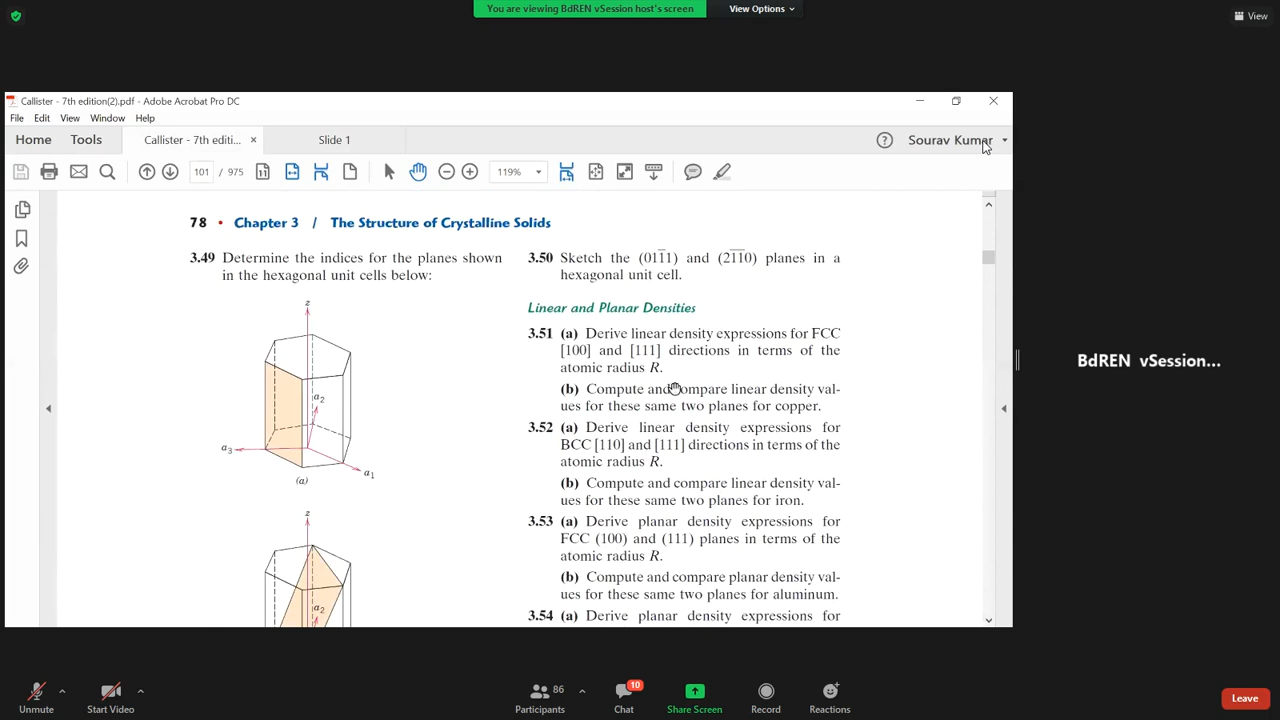 You are viewing BdREN vSession host's screen
View Options
View
Callister - 7th edition(2).pdf - Adobe Acrobat Pro DC
File Edit View Window Help
Home Tools Callister - 7th editi... × Slide 1 Sourav Kumar
101 / 975 119%
78 • Chapter 3 / The Structure of Crystalline Solids
3.49 Determine the indices for the planes shown
in the hexagonal unit cells below:
z
a₂
a₃
a₁
(a)
z
a₂
3.50 Sketch the (01̄1̄1) and (21̄1̄0) planes in a
hexagonal unit cell.
Linear and Planar Densities
3.51 (a) Derive linear density expressions for FCC
[100] and [111] directions in terms of the
atomic radius R.
(b) Compute and compare linear density val-
ues for these same two planes for copper.
3.52 (a) Derive linear density expressions for
BCC [110] and [111] directions in terms of the
atomic radius R.
(b) Compute and compare linear density val-
ues for these same two planes for iron.
3.53 (a) Derive planar density expressions for
FCC (100) and (111) planes in terms of the
atomic radius R.
(b) Compute and compare planar density val-
ues for these same two planes for aluminum.
3.54 (a) Derive planar density expressions for
BdREN vSession...
Unmute Start Video 86 Participants 10 Chat Share Screen Record Reactions Leave